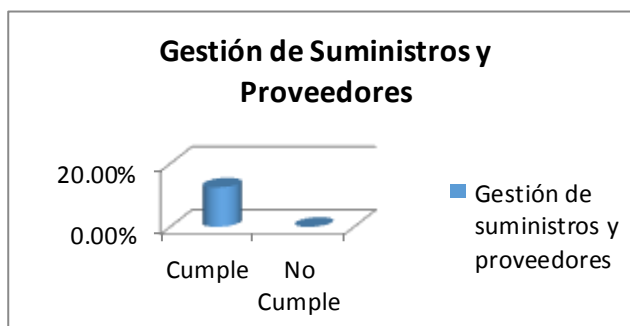 Gestión de Suministros y
Proveedores
20.00%
0.00%
Cumple
No
Cumple
Gestión de
suministros y
proveedores